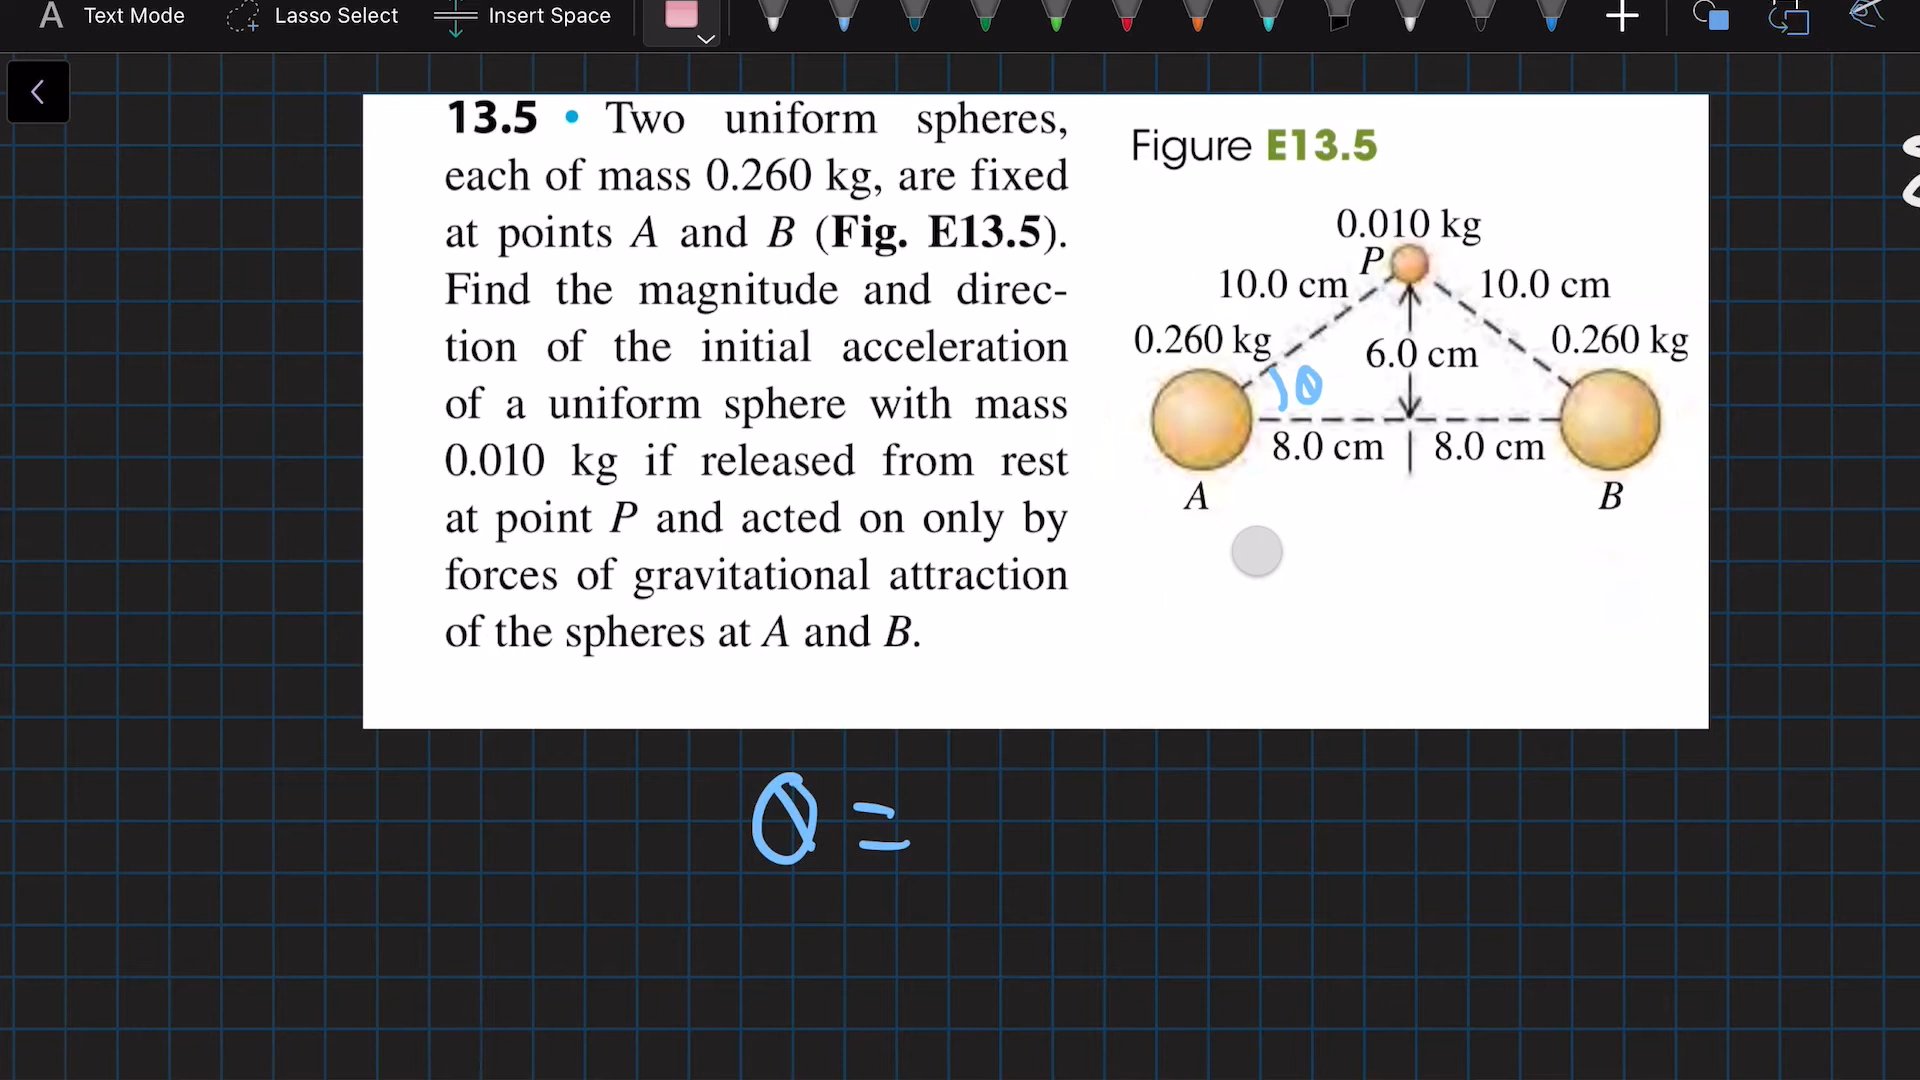 Text Mode
Lasso Select
Insert Space
13.5 • Two uniform spheres,
each of mass 0.260 kg, are fixed
at points A and B (Fig. E13.5).
Find the magnitude and direc-
tion of the initial acceleration
of a uniform sphere with mass
0.010 kg if released from rest
at point P and acted on only by
forces of gravitational attraction
of the spheres at A and B.
Figure E13.5
0.010 kg
P
10.0 cm
10.0 cm
0.260 kg
6.0 cm
0.260 kg
θ
8.0 cm
8.0 cm
A
B
θ =